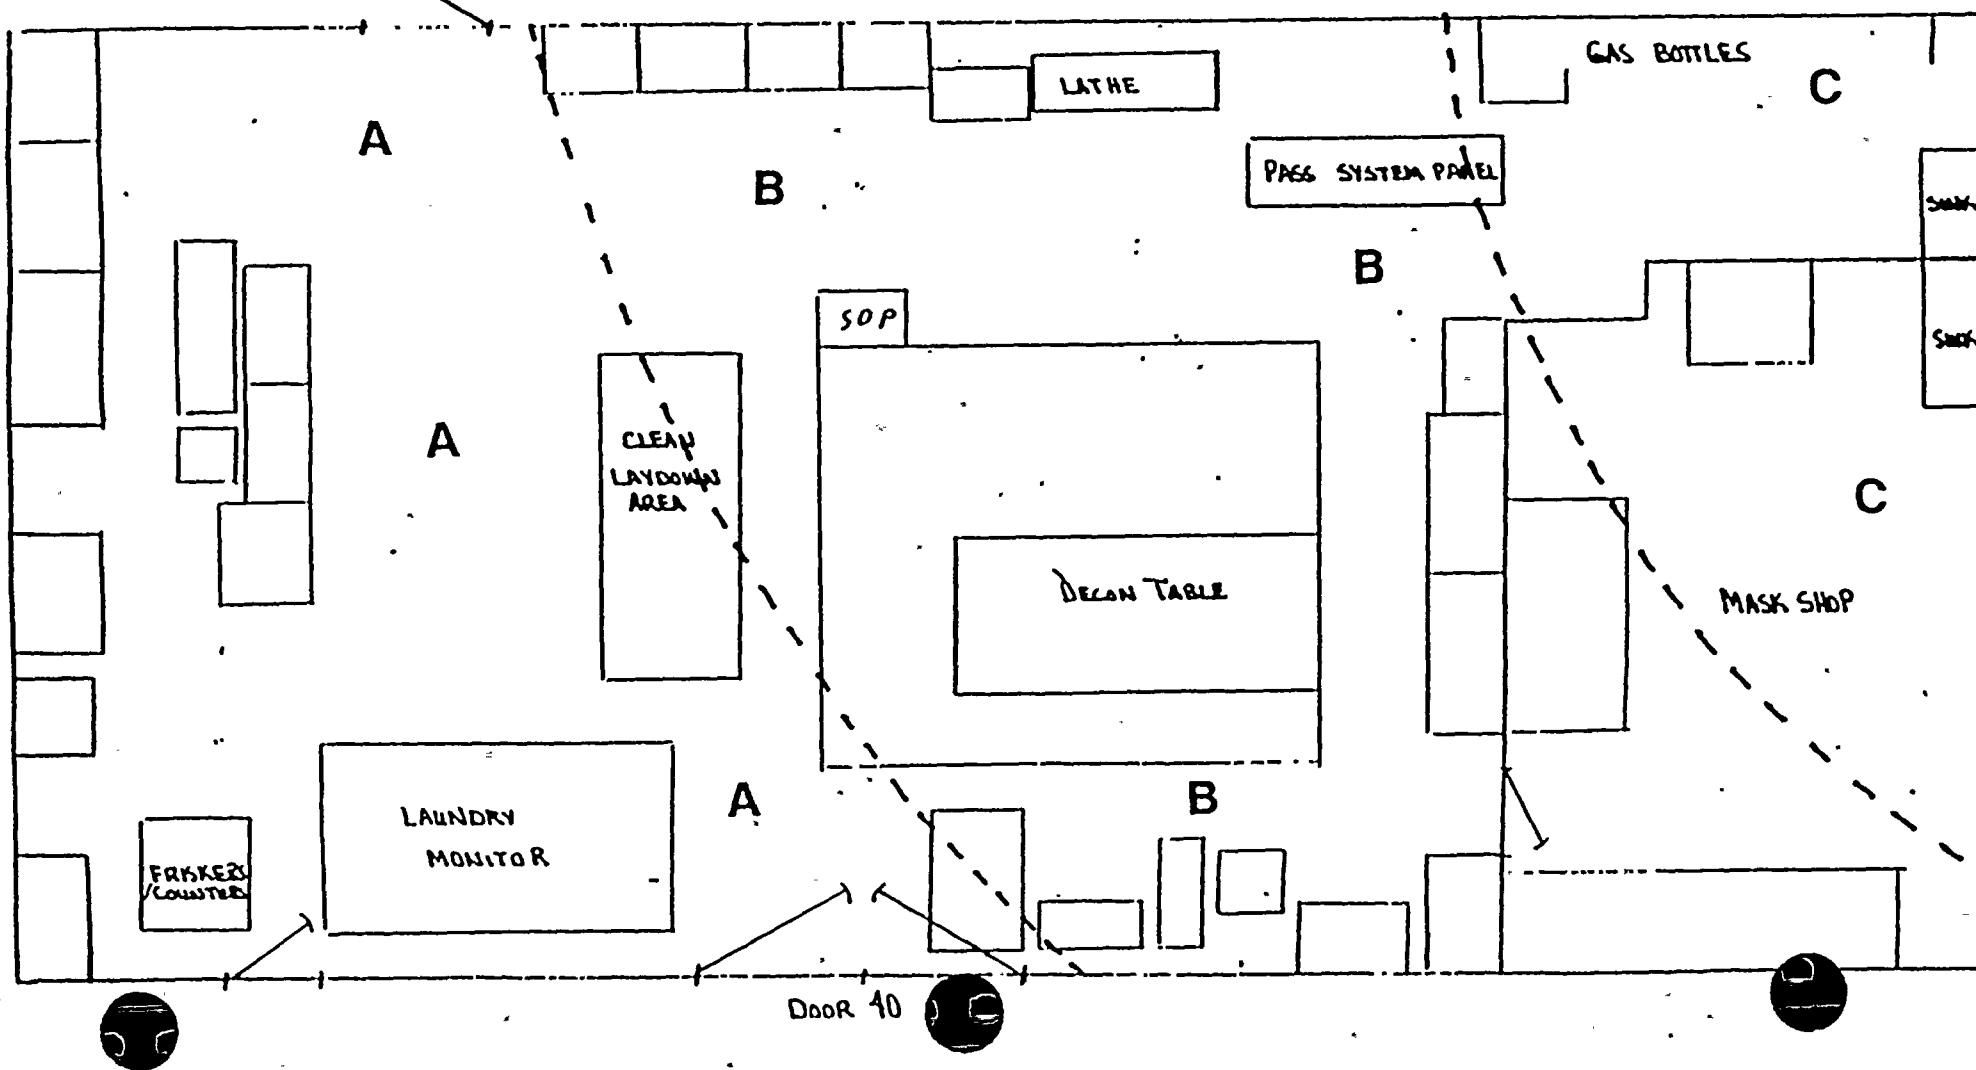 GAS BOTTLES
C
LATHE
A
B
PASS SYSTEM PANEL
B
SOP
A
CLEAN
LAYDOWN
AREA
C
DECON TABLE
MASK SHOP
A
B
LAUNDRY
MONITOR
FRISKERS
/COUNTER
DOOR 40